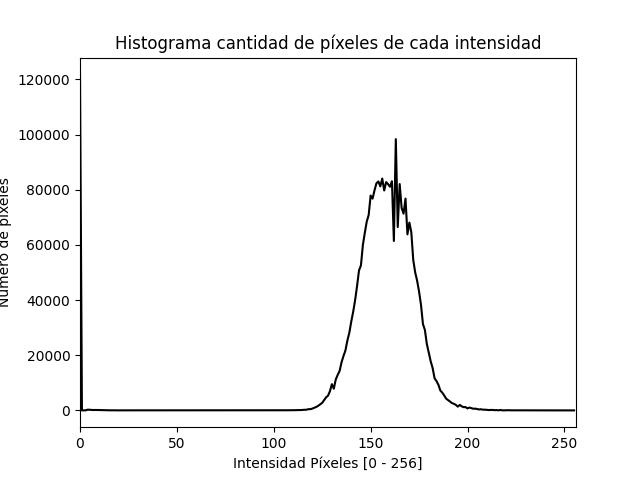 Histograma cantidad de píxeles de cada intensidad
120000
100000
80000
60000
40000
20000
0
Número de píxeles
0 50 100 150 200 250
Intensidad Píxeles [0 - 256]